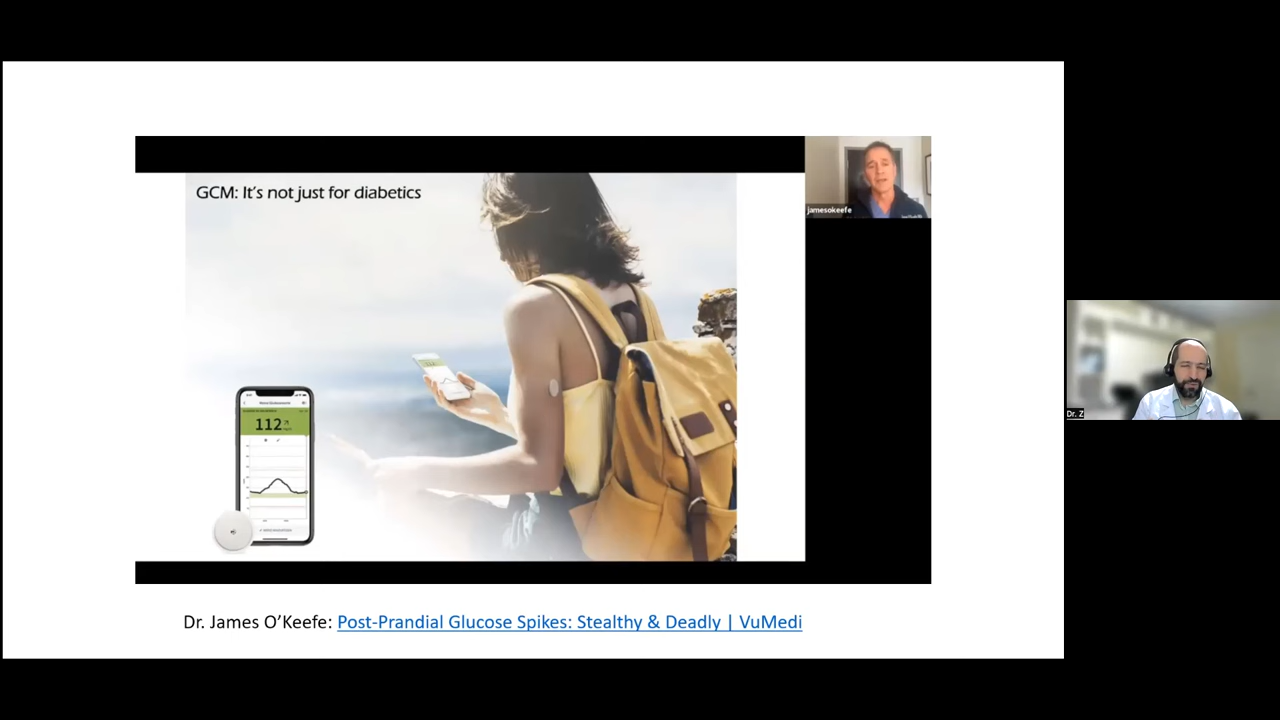 GCM: It's not just for diabetics
jamesokeefe
112
Dr. Z
Dr. James O'Keefe: Post-Prandial Glucose Spikes: Stealthy & Deadly | VuMedi